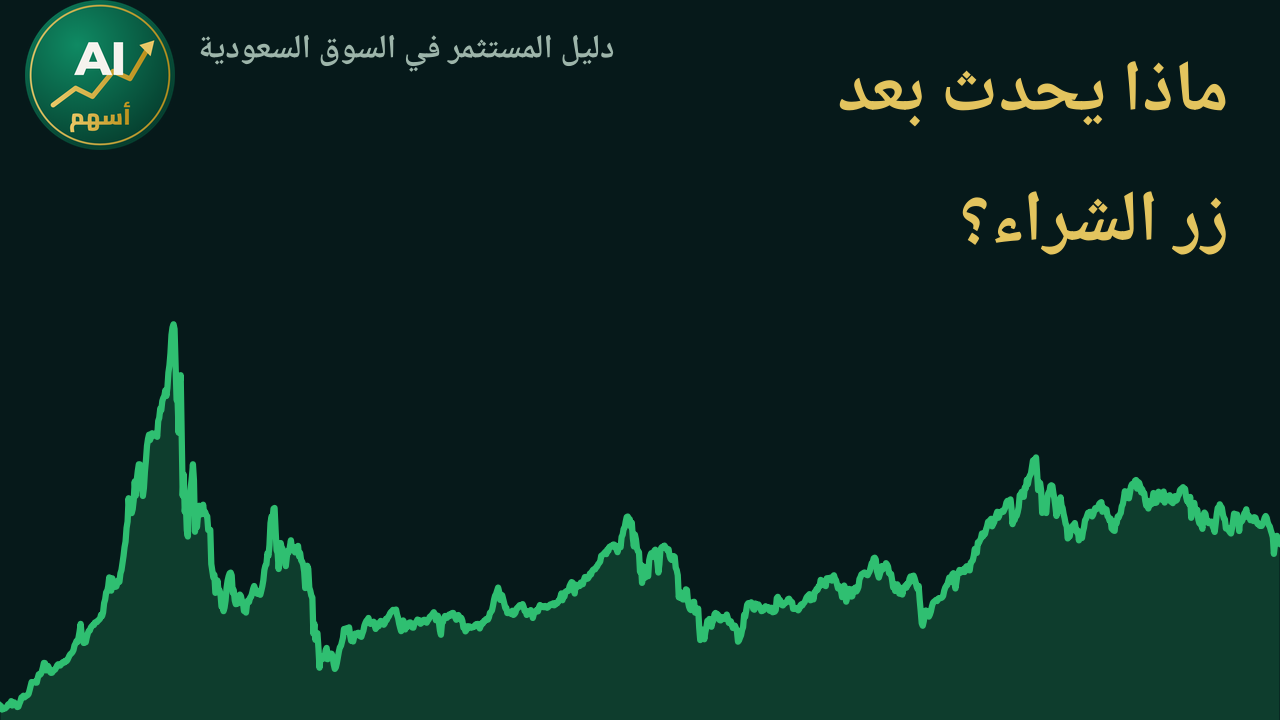 AI
أسهم
دليل المستثمر في السوق السعودية
ماذا يحدث بعد
زر الشراء؟